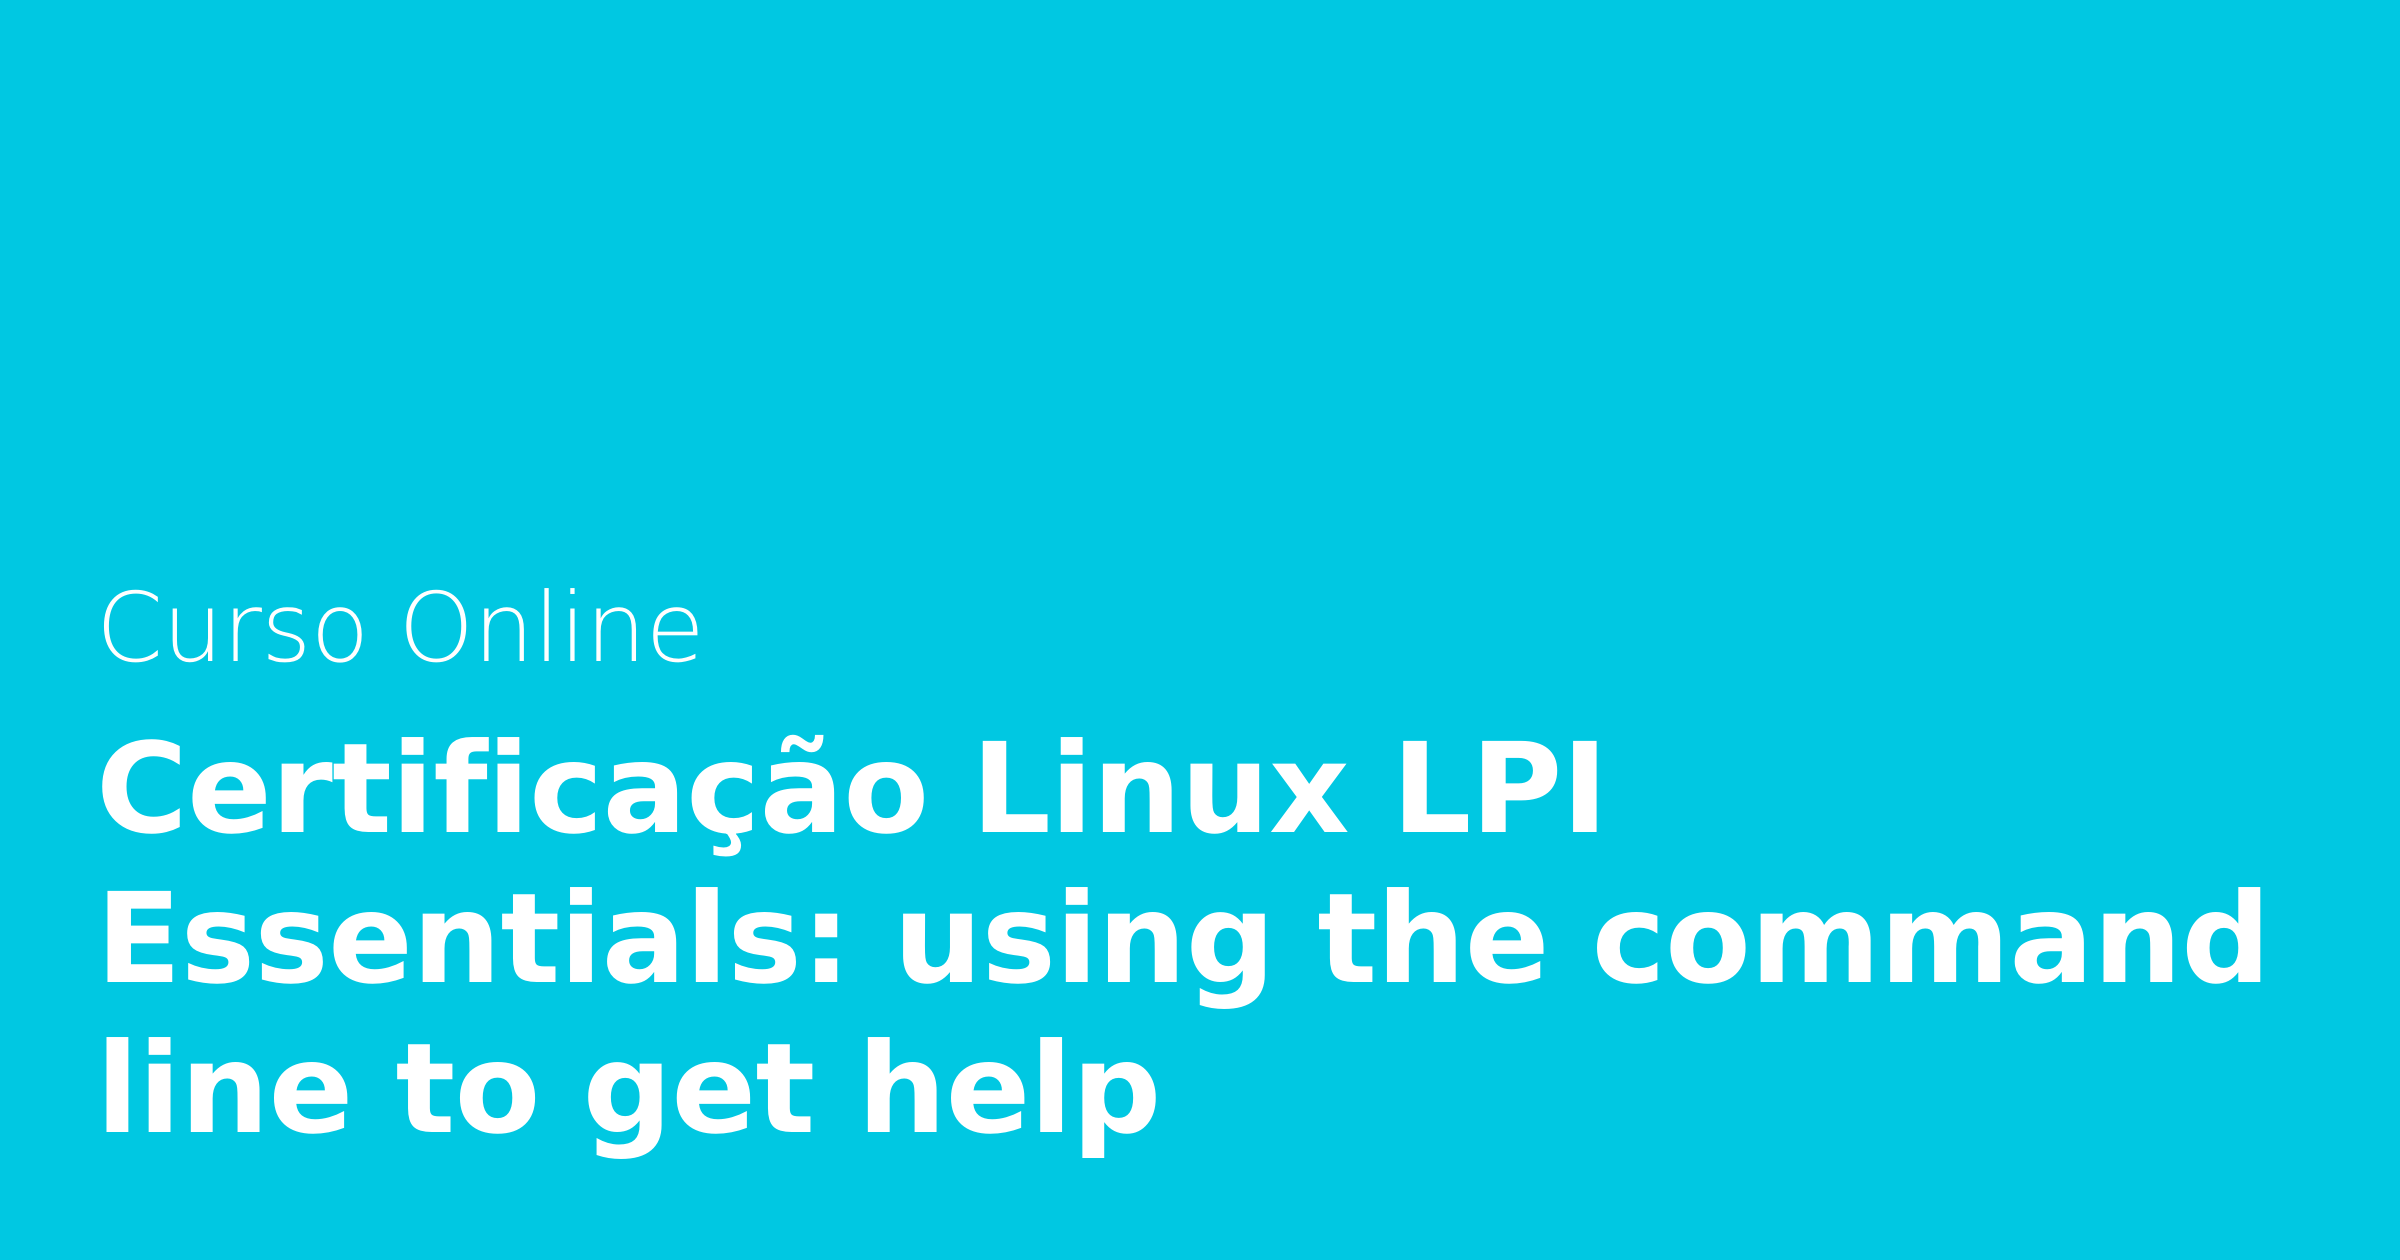 Curso Online
Certificação Linux LPI
Essentials: using the command
line to get help